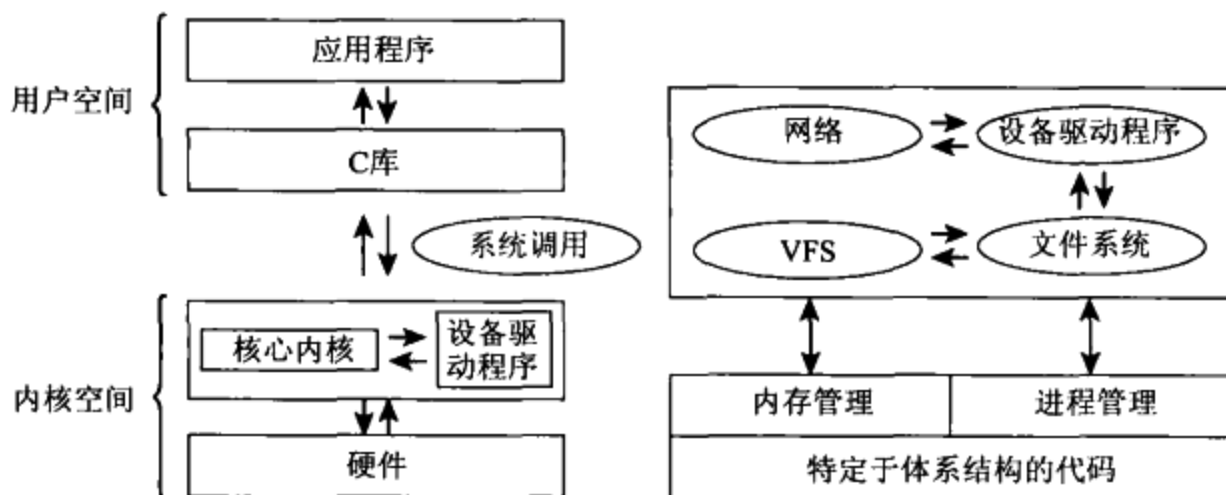 应用程序
用户空间
C库
系统调用
核心内核
设备驱
动程序
内核空间
硬件
网络
设备驱动程序
VFS
文件系统
内存管理
进程管理
特定于体系结构的代码